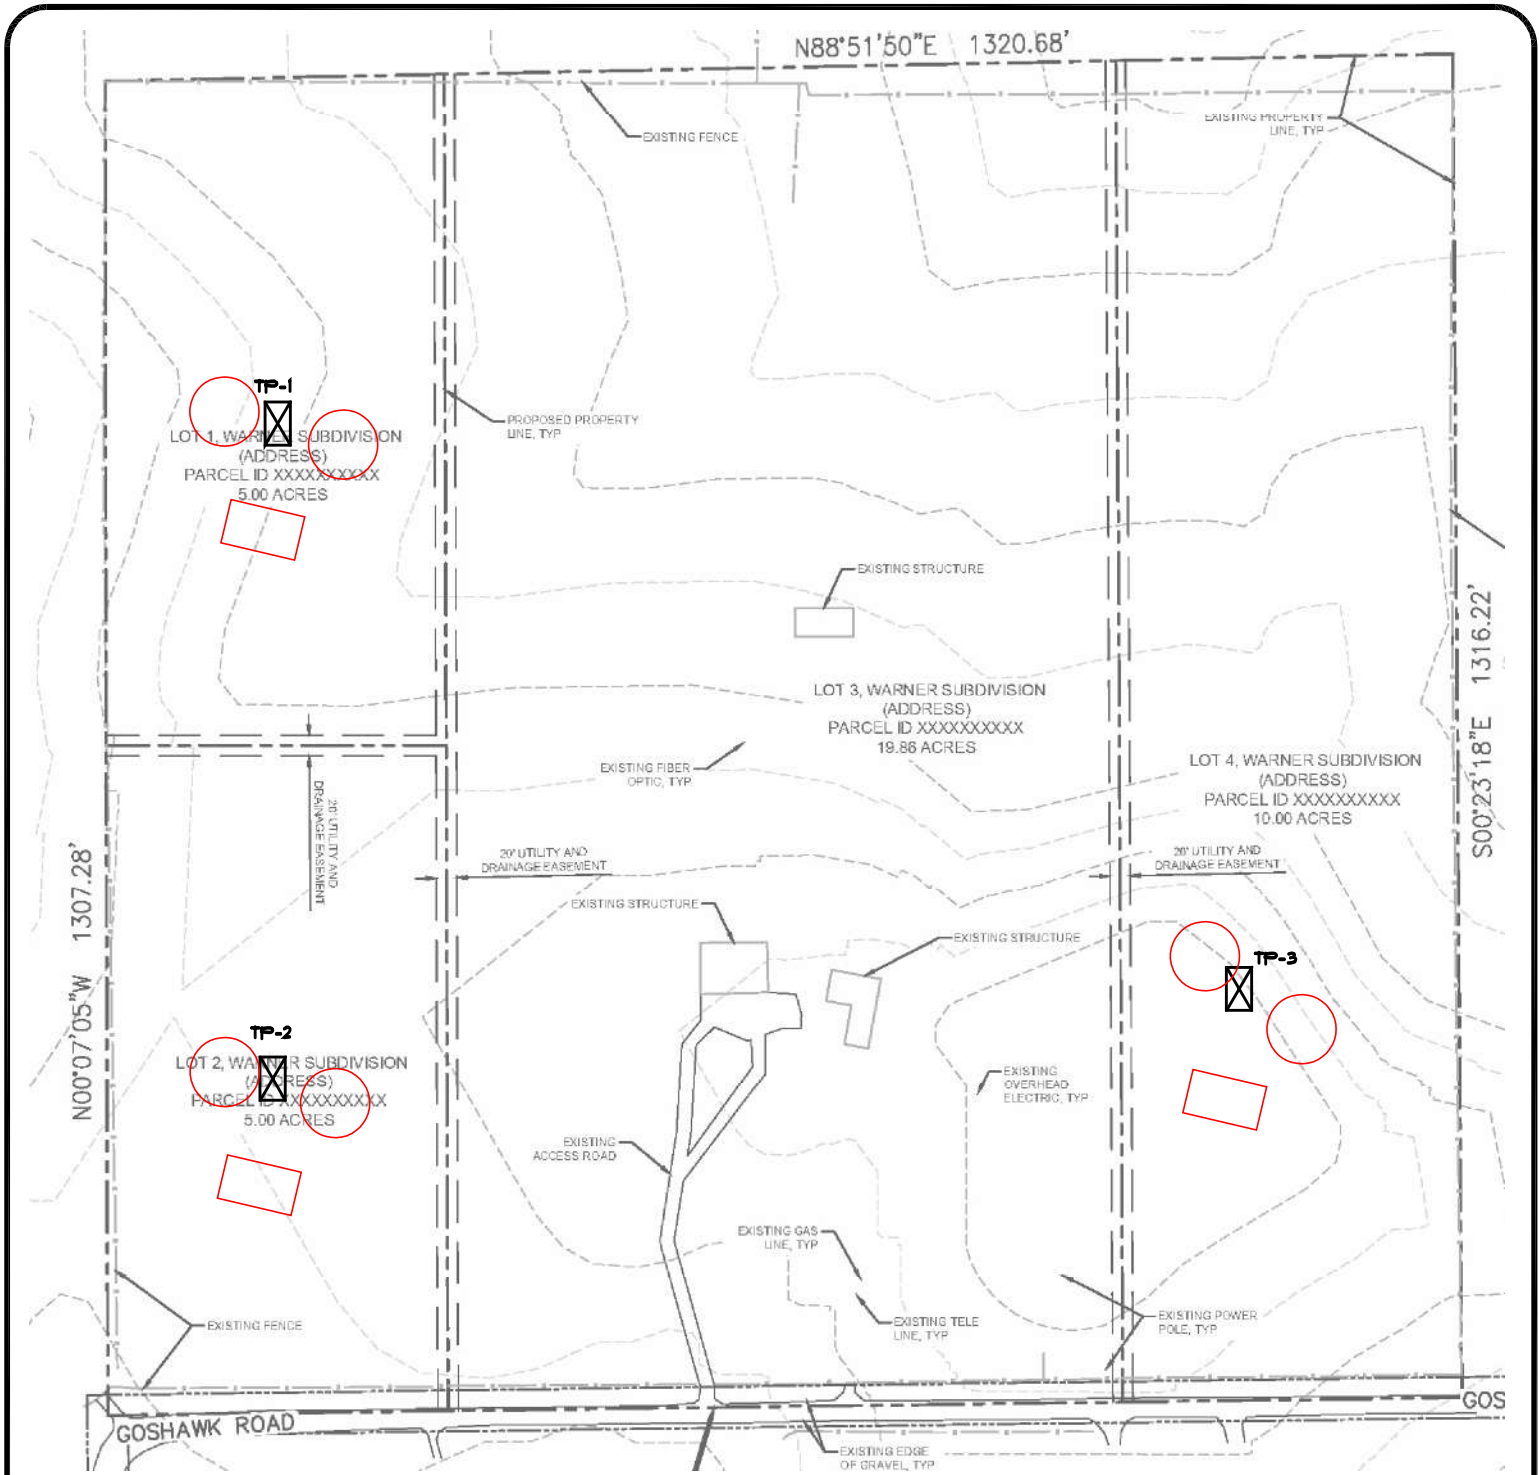 N88°51'50"E 1320.68'
EXISTING FENCE
EXISTING PROPERTY
LINE, TYP
TP-1
PROPOSED PROPERTY
LINE, TYP
LOT 1, WARNER SUBDIVISION
(ADDRESS)
PARCEL ID XXXXXXXXXX
5.00 ACRES
EXISTING STRUCTURE
S00°23'18"E 1316.22'
LOT 3, WARNER SUBDIVISION
(ADDRESS)
PARCEL ID XXXXXXXXXX
19.86 ACRES
EXISTING FIBER
OPTIC, TYP
LOT 4, WARNER SUBDIVISION
(ADDRESS)
PARCEL ID XXXXXXXXXX
10.00 ACRES
20' UTILITY AND
DRAINAGE EASEMENT
20' UTILITY AND
DRAINAGE EASEMENT
20' UTILITY AND
DRAINAGE EASEMENT
N00°07'05"W 1307.28'
EXISTING STRUCTURE
EXISTING STRUCTURE
TP-3
TP-2
LOT 2, WARNER SUBDIVISION
(ADDRESS)
PARCEL ID XXXXXXXXXX
5.00 ACRES
EXISTING
OVERHEAD
ELECTRIC, TYP
EXISTING
ACCESS ROAD
EXISTING GAS
LINE, TYP
EXISTING TELE
LINE, TYP
EXISTING POWER
POLE, TYP
EXISTING FENCE
GOSHAWK ROAD
GOS
EXISTING EDGE
OF GRAVEL, TYP